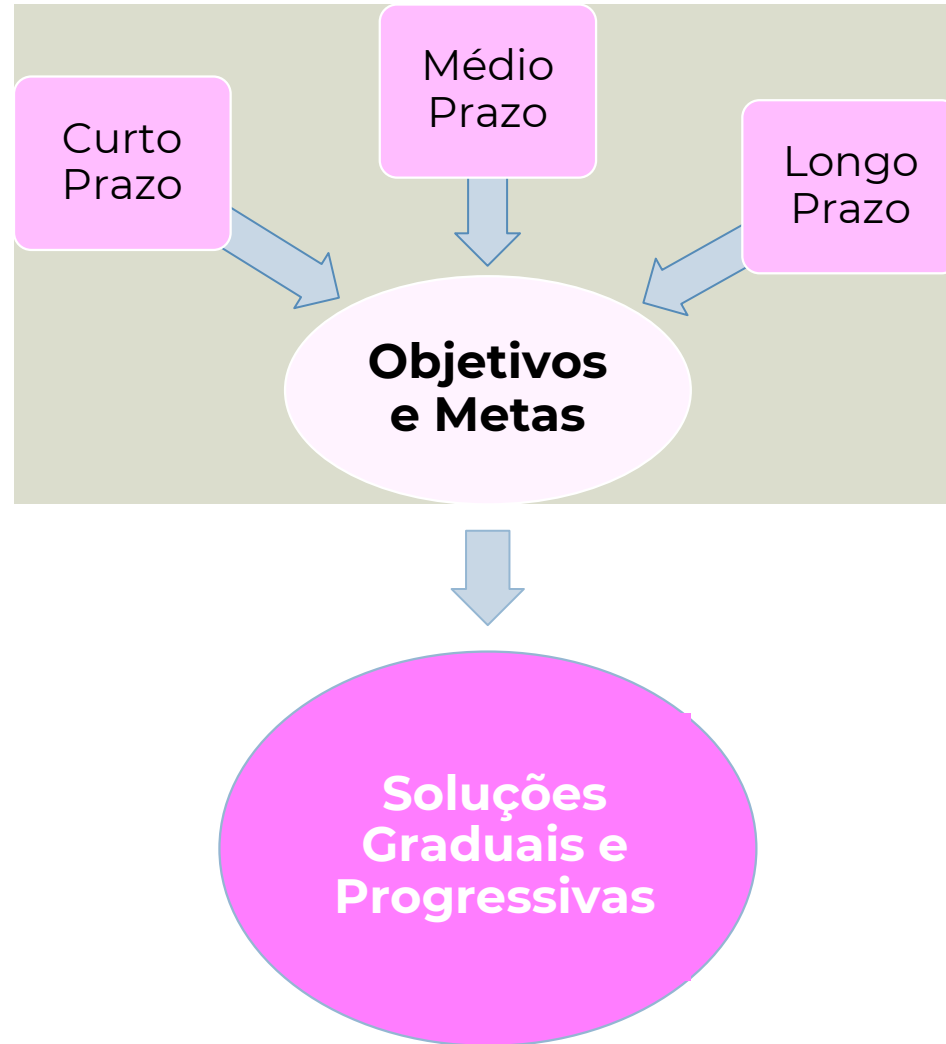 Curto
Prazo
Médio
Prazo
Longo
Prazo
Objetivos
e Metas
Soluções
Graduais e
Progressivas